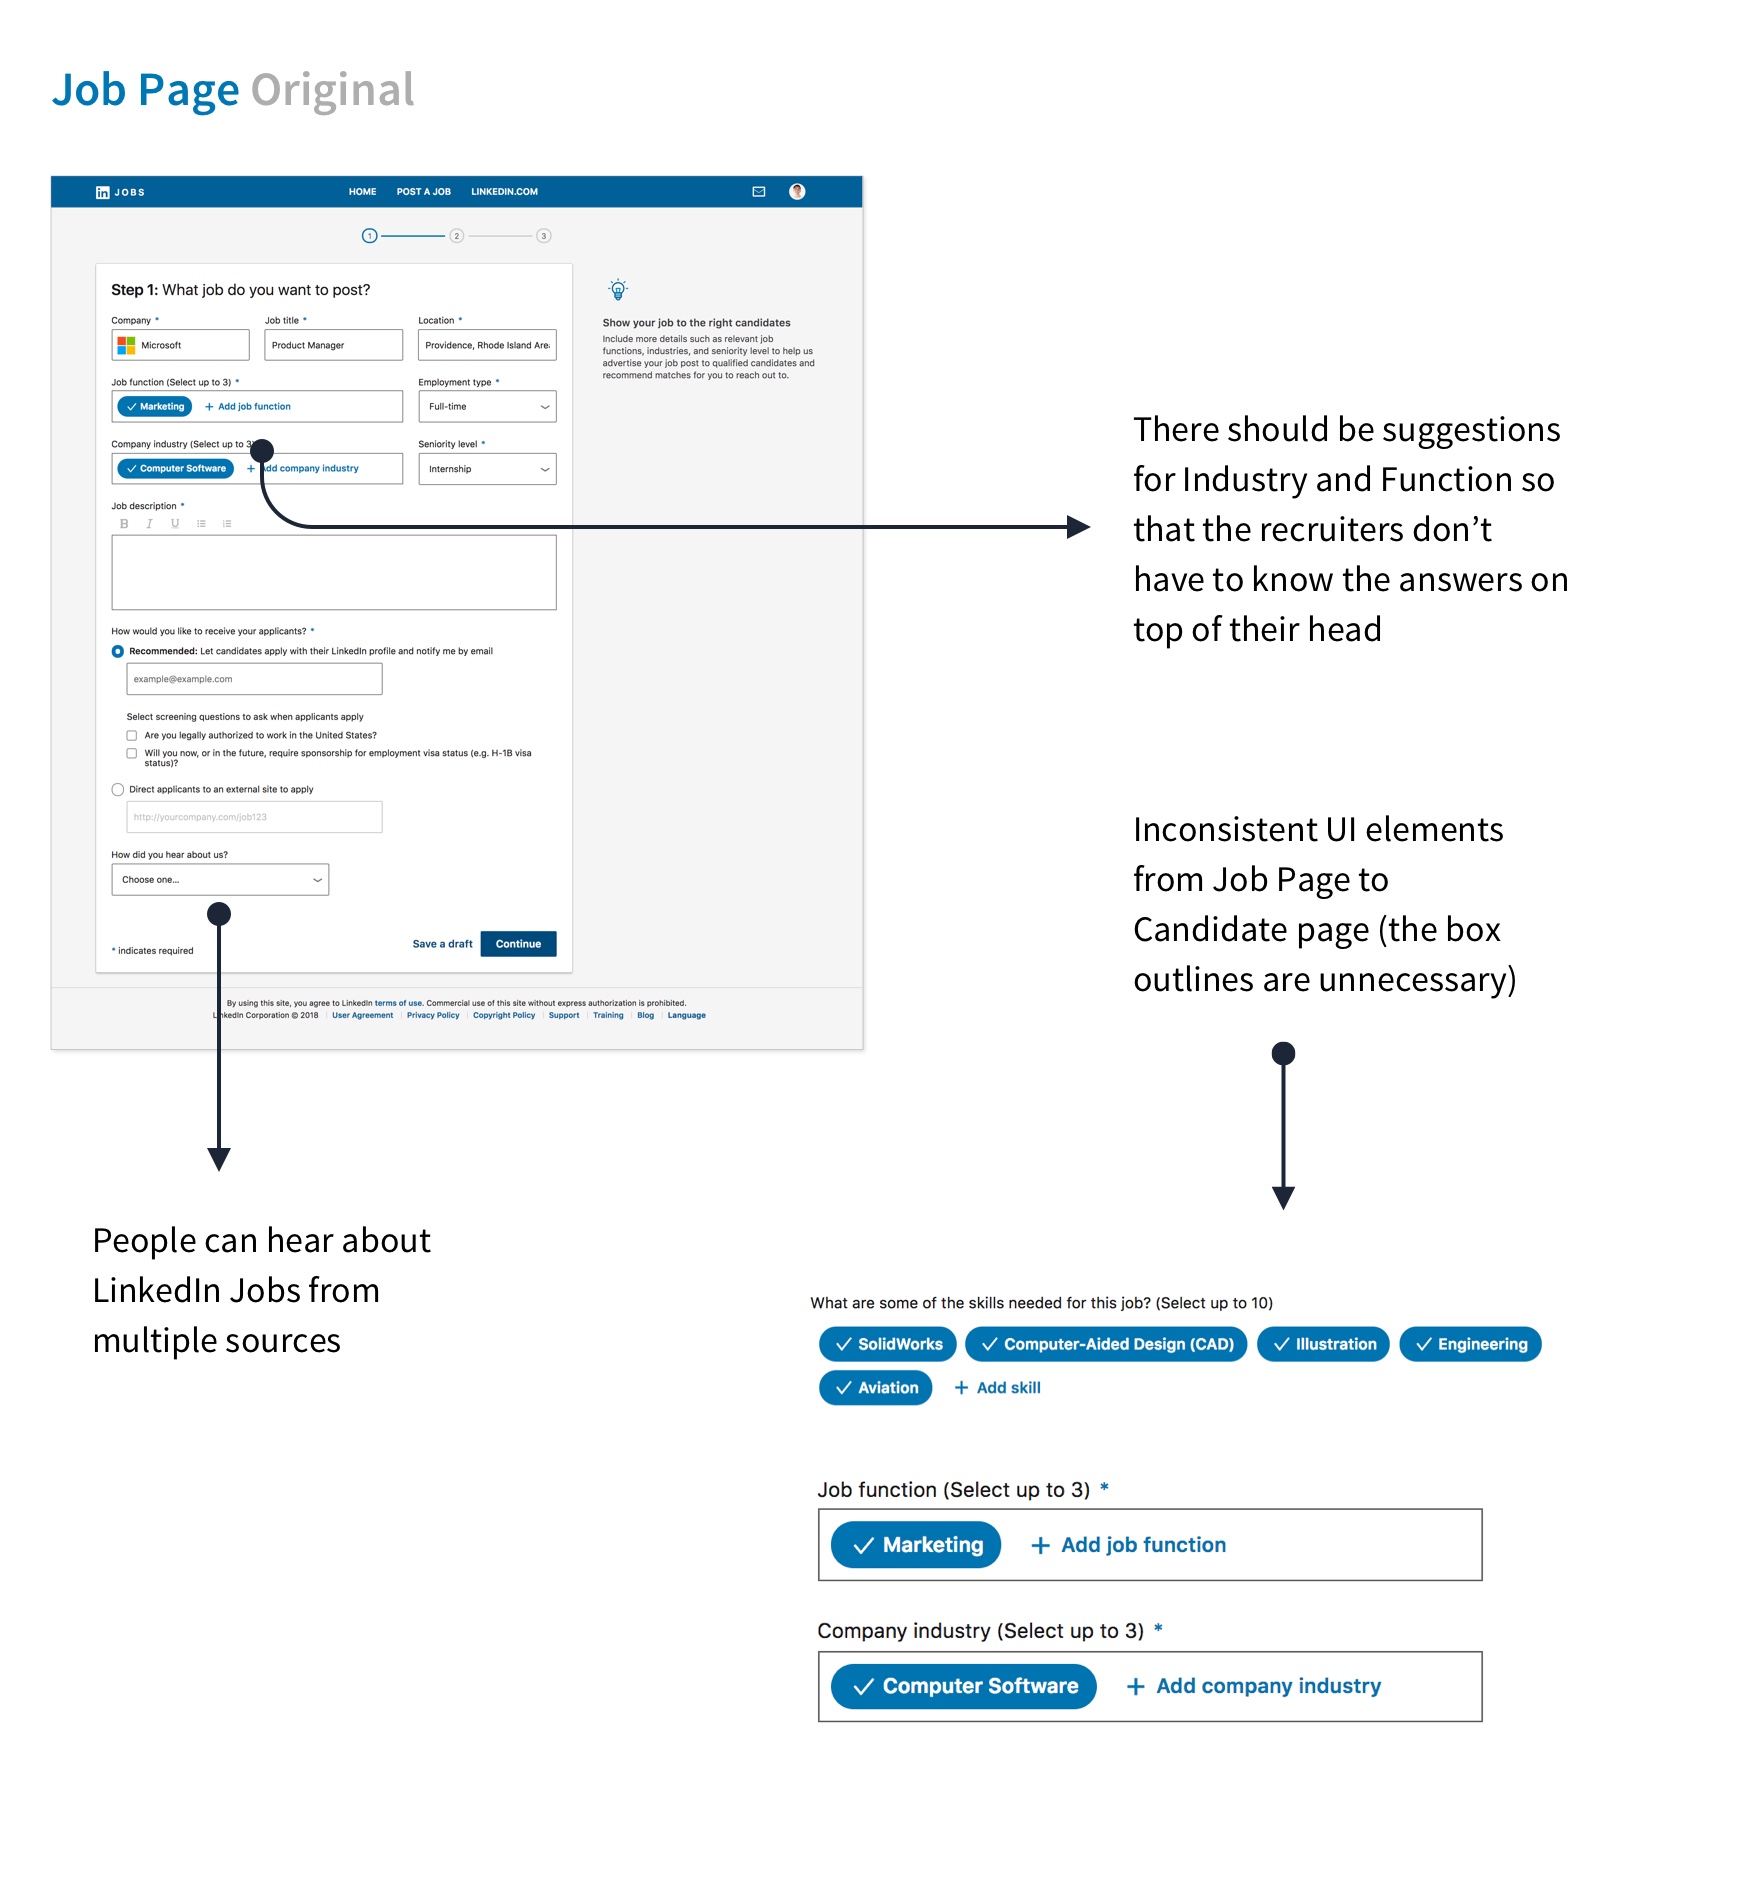 Job Page Original
in JOBS
HOME POST A JOB LINKEDIN.COM
1 2 3
Step 1: What job do you want to post?
Company * Job title * Location *
Microsoft Product Manager Providence, Rhode Island Are
Job function (Select up to 3) * Employment type *
✓ Marketing + Add job function Full-time
Company industry (Select up to 3 Seniority level *
✓ Computer Software + Add company industry Internship
Job description *
B I U
How would you like to receive your applicants? *
Recommended: Let candidates apply with their LinkedIn profile and notify me by email
example@example.com
Select screening questions to ask when applicants apply
Are you legally authorized to work in the United States?
Will you now, or in the future, require sponsorship for employment visa status (e.g. H-1B visa
status)?
Direct applicants to an external site to apply
http://yourcompany.com/job123
How did you hear about us?
Choose one...
* indicates required Save a draft Continue
Show your job to the right candidates
Include more details such as relevant job
functions, industries, and seniority level to help us
advertise your job post to qualified candidates and
recommend matches for you to reach out to.
By using this site, you agree to LinkedIn terms of use. Commercial use of this site without express authorization is prohibited.
LinkedIn Corporation © 2018 User Agreement Privacy Policy Copyright Policy Support Training Blog Language
There should be suggestions
for Industry and Function so
that the recruiters don’t
have to know the answers on
top of their head
Inconsistent UI elements
from Job Page to
Candidate page (the box
outlines are unnecessary)
People can hear about
LinkedIn Jobs from
multiple sources
What are some of the skills needed for this job? (Select up to 10)
✓ SolidWorks ✓ Computer-Aided Design (CAD) ✓ Illustration ✓ Engineering
✓ Aviation + Add skill
Job function (Select up to 3) *
✓ Marketing + Add job function
Company industry (Select up to 3) *
✓ Computer Software + Add company industry